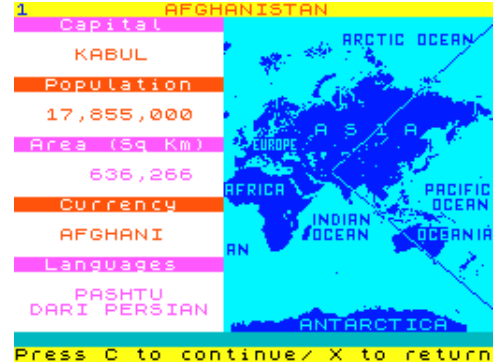 1 AFGHANISTAN
Capital
KABUL
Population
17,855,000
Area (Sq Km)
636,266
Currency
AFGHANI
Languages
PASHTU
DARI PERSIAN
ARCTIC OCEAN
ASIA
EUROPE
AFRICA
PACIFIC
OCEAN
INDIAN
OCEAN
OCEANIA
AN
ANTARCTICA
Press C to continue/ X to return